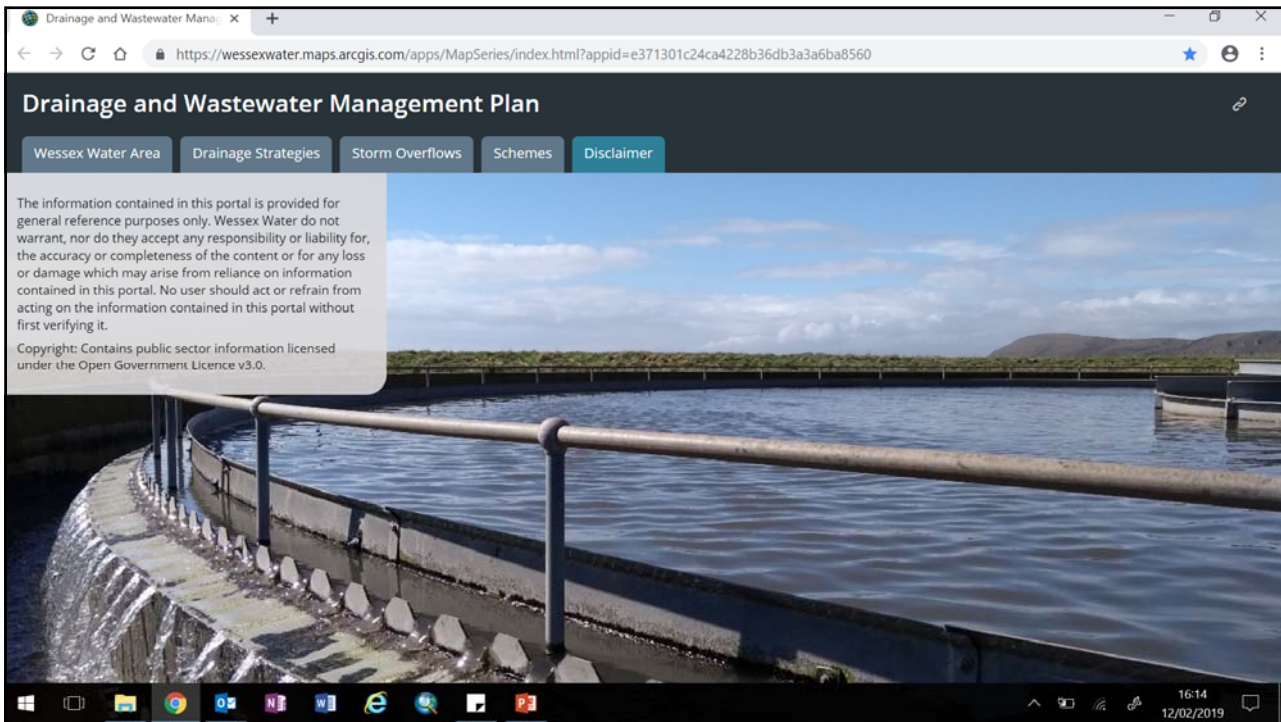 Drainage and Wastewater Manag
https://wessexwater.maps.arcgis.com/apps/MapSeries/index.html?appid=e371301c24ca4228b36db3a3a6ba8560
Drainage and Wastewater Management Plan
Wessex Water Area Drainage Strategies Storm Overflows Schemes Disclaimer
The information contained in this portal is provided for
general reference purposes only. Wessex Water do not
warrant, nor do they accept any responsibility or liability for,
the accuracy or completeness of the content or for any loss
or damage which may arise from reliance on information
contained in this portal. No user should act or refrain from
acting on the information contained in this portal without
first verifying it.
Copyright: Contains public sector information licensed
under the Open Government Licence v3.0.
16:14
12/02/2019